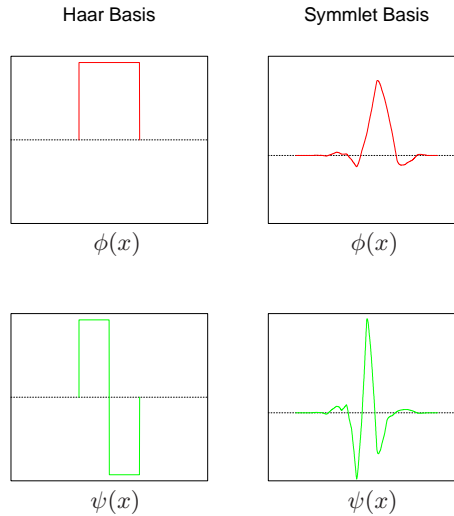 Haar Basis Symmlet Basis
ϕ(x) ϕ(x)
ψ(x) ψ(x)